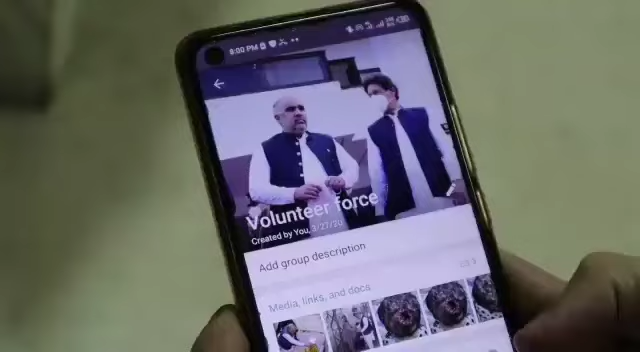 8:00 PM
Volunteer force
Created by You, 3/27/20
Add group description
Media, links, and docs